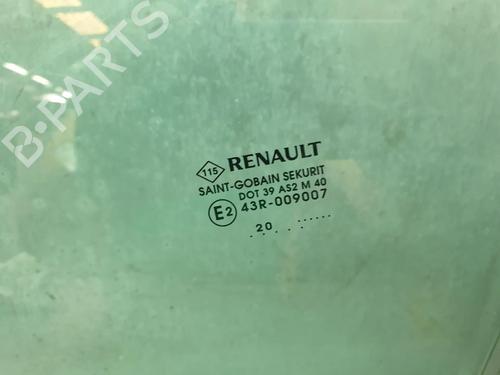 B-PARTS
115 RENAULT
SAINT-GOBAIN SEKURIT
DOT 39 AS2 M 40
E2 43R-009007
20 ......
. . . . .